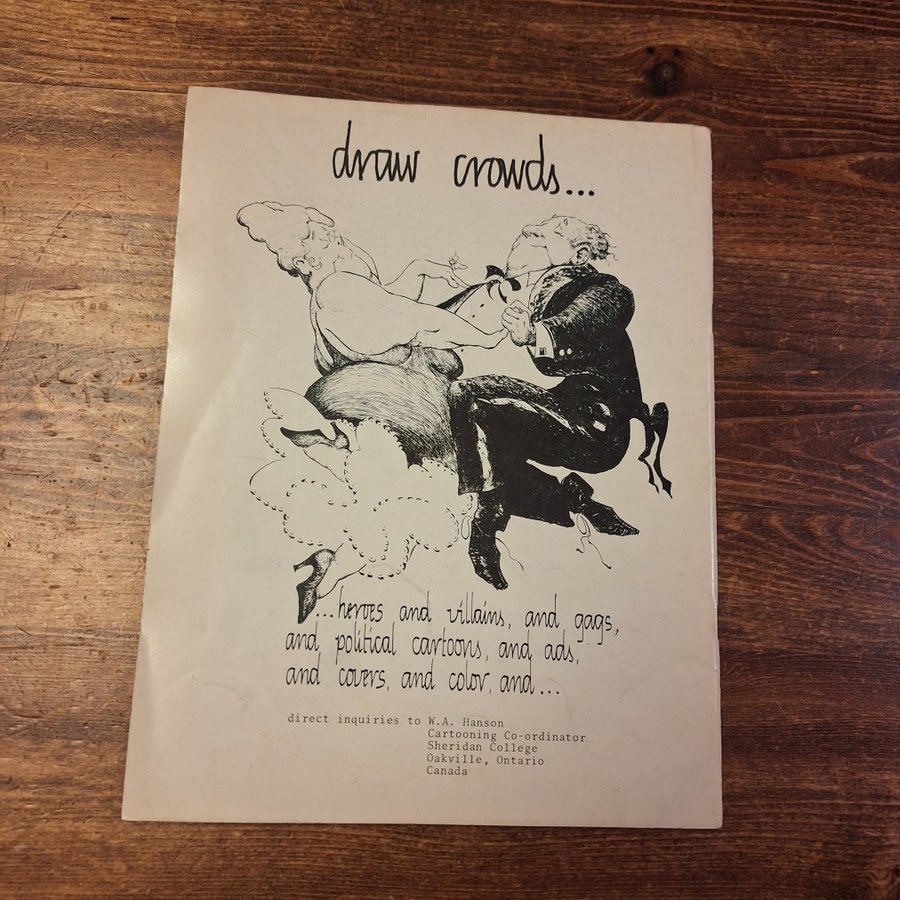 draw crowds...
...heroes and villains, and gags,
and political cartoons, and ads,
and covers, and color, and...
direct inquiries to W.A. Hanson
Cartooning Co-ordinator
Sheridan College
Oakville, Ontario
Canada